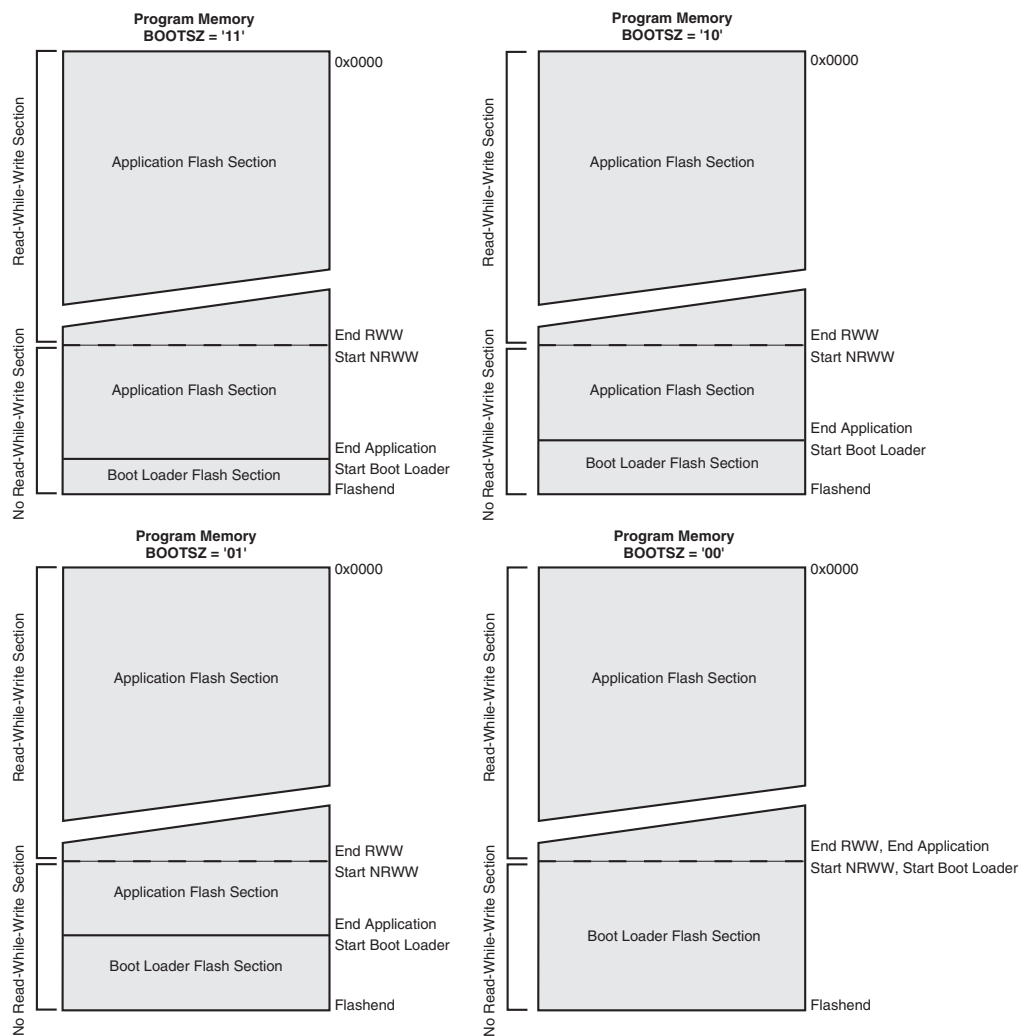 Program Memory
BOOTSZ = '11'
0x0000
Read-While-Write Section
Application Flash Section
End RWW
Start NRWW
No Read-While-Write Section
Application Flash Section
End Application
Start Boot Loader
Boot Loader Flash Section
Flashend
Program Memory
BOOTSZ = '10'
0x0000
Read-While-Write Section
Application Flash Section
End RWW
Start NRWW
No Read-While-Write Section
Application Flash Section
End Application
Start Boot Loader
Boot Loader Flash Section
Flashend
Program Memory
BOOTSZ = '01'
0x0000
Read-While-Write Section
Application Flash Section
End RWW
Start NRWW
No Read-While-Write Section
Application Flash Section
End Application
Start Boot Loader
Boot Loader Flash Section
Flashend
Program Memory
BOOTSZ = '00'
0x0000
Read-While-Write Section
Application Flash Section
End RWW, End Application
Start NRWW, Start Boot Loader
No Read-While-Write Section
Boot Loader Flash Section
Flashend